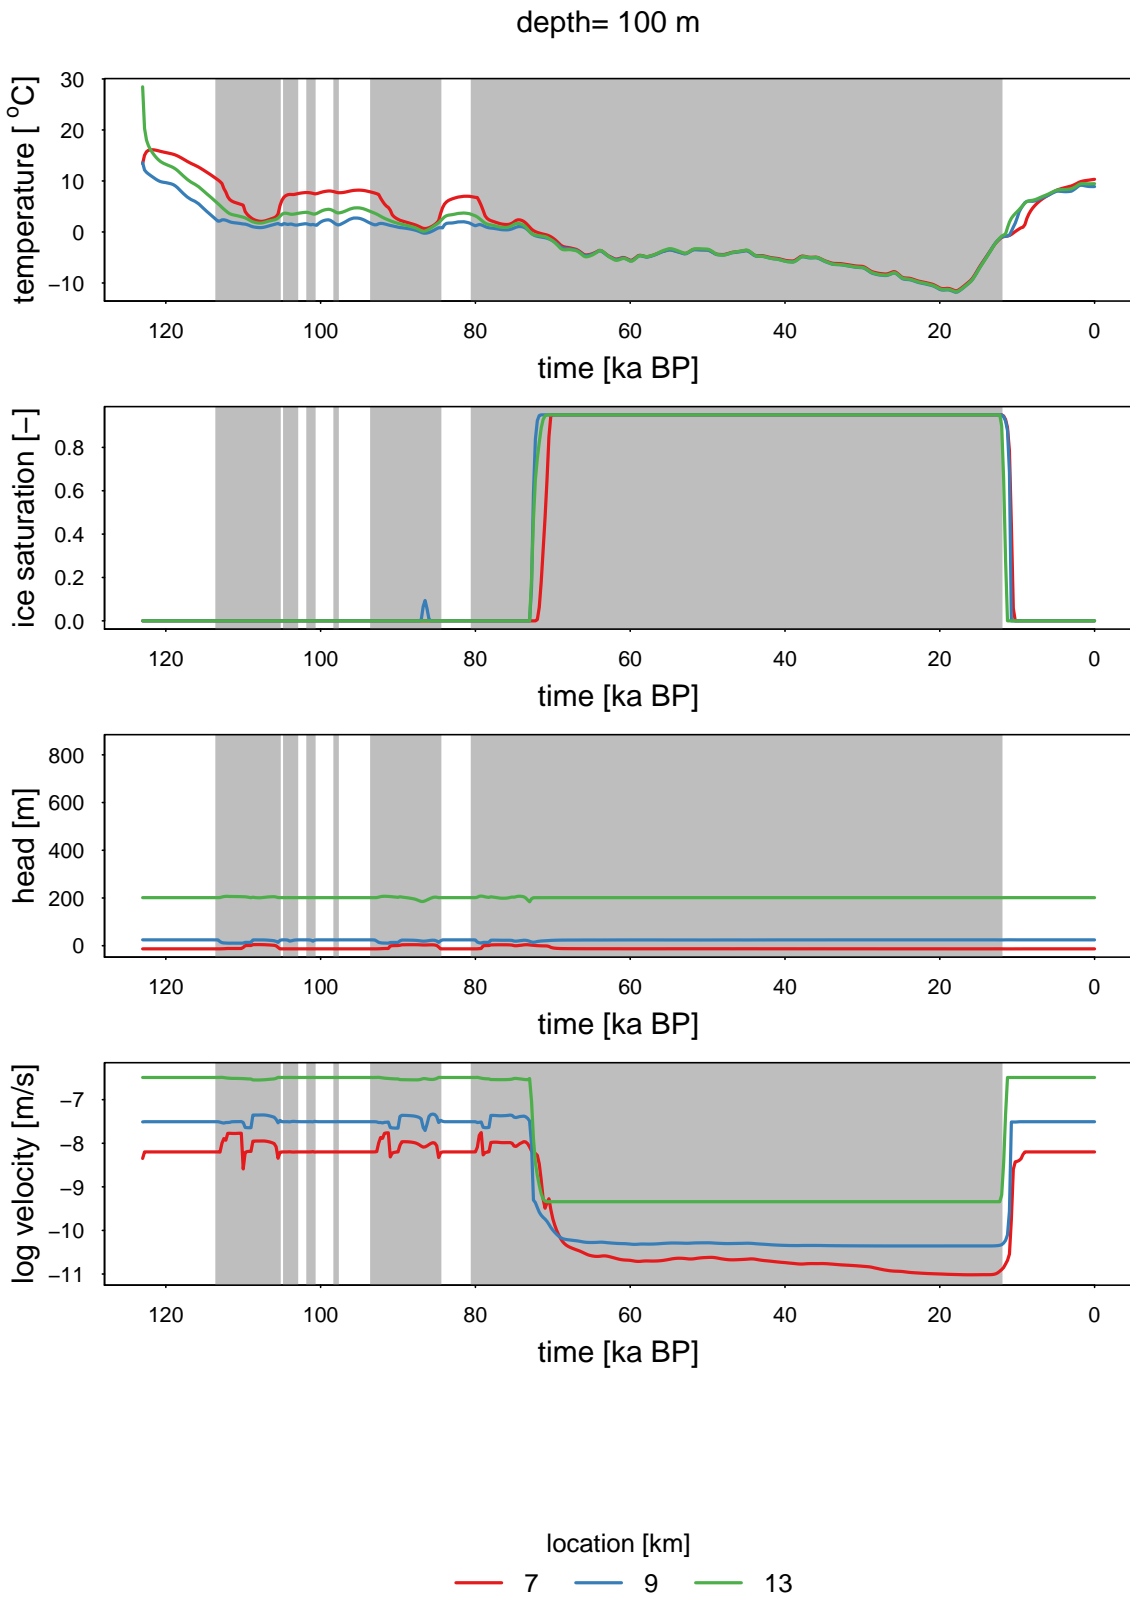 depth= 100 m
temperature [ °C]
30
20
10
0
−10
120 100 80 60 40 20 0
time [ka BP]
ice saturation [−]
0.8
0.6
0.4
0.2
0.0
120 100 80 60 40 20 0
time [ka BP]
head [m]
800
600
400
200
0
120 100 80 60 40 20 0
time [ka BP]
log velocity [m/s]
−7
−8
−9
−10
−11
120 100 80 60 40 20 0
time [ka BP]
location [km]
7 9 13